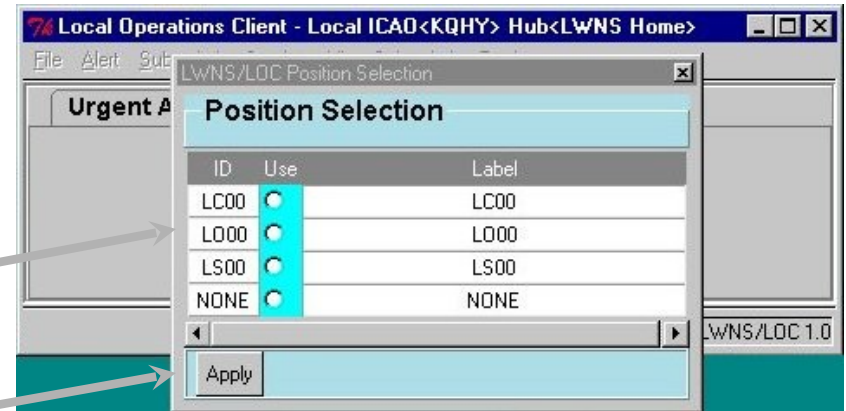 Local Operations Client - Local ICAO<KQHY> Hub<LWNS Home>
File Alert
LWNS/LOC Position Selection
Urgent A
Position Selection
ID Use Label
LC00 LC00
LO00 LO00
LS00 LS00
NONE NONE
LWNS/LOC 1.0
Apply